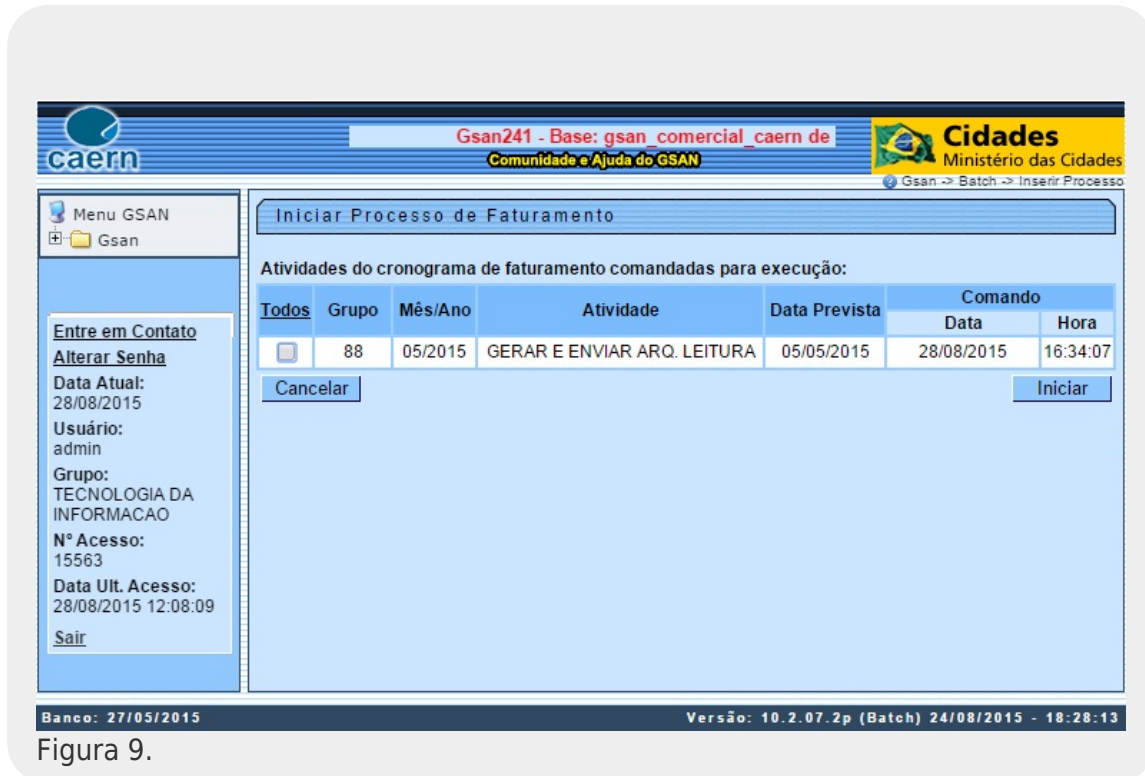 caern
Gsan241 - Base: gsan_comercial_caern de
Comunidade e Ajuda do GSAN
Cidades
Ministério das Cidades
Gsan -> Batch -> Inserir Processo
Menu GSAN
Gsan
Entre em Contato
Alterar Senha
Data Atual:
28/08/2015
Usuário:
admin
Grupo:
TECNOLOGIA DA
INFORMACAO
Nº Acesso:
15563
Data Ult. Acesso:
28/08/2015 12:08:09
Sair
Iniciar Processo de Faturamento
Atividades do cronograma de faturamento comandadas para execução:
Todos Grupo Mês/Ano Atividade Data Prevista Comando
Data Hora
88 05/2015 GERAR E ENVIAR ARQ. LEITURA 05/05/2015 28/08/2015 16:34:07
Cancelar Iniciar
Banco: 27/05/2015 Versão: 10.2.07.2p (Batch) 24/08/2015 - 18:28:13
Figura 9.